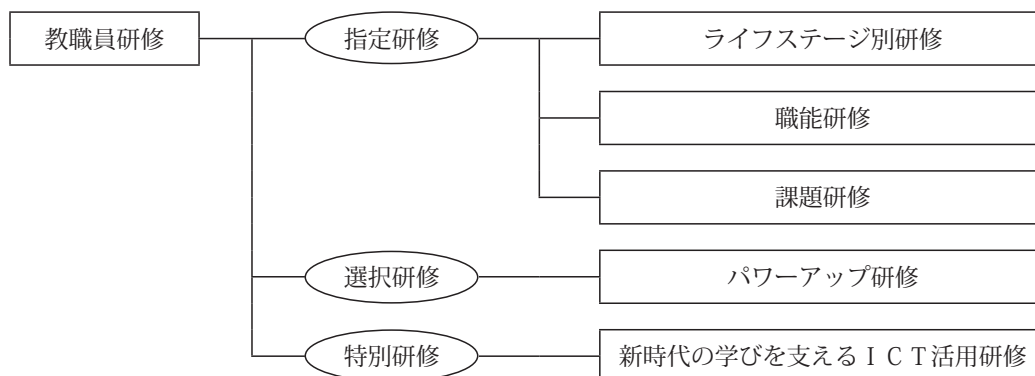 教職員研修
指定研修
ライフステージ別研修
職能研修
課題研修
選択研修
パワーアップ研修
特別研修
新時代の学びを支えるＩＣＴ活用研修